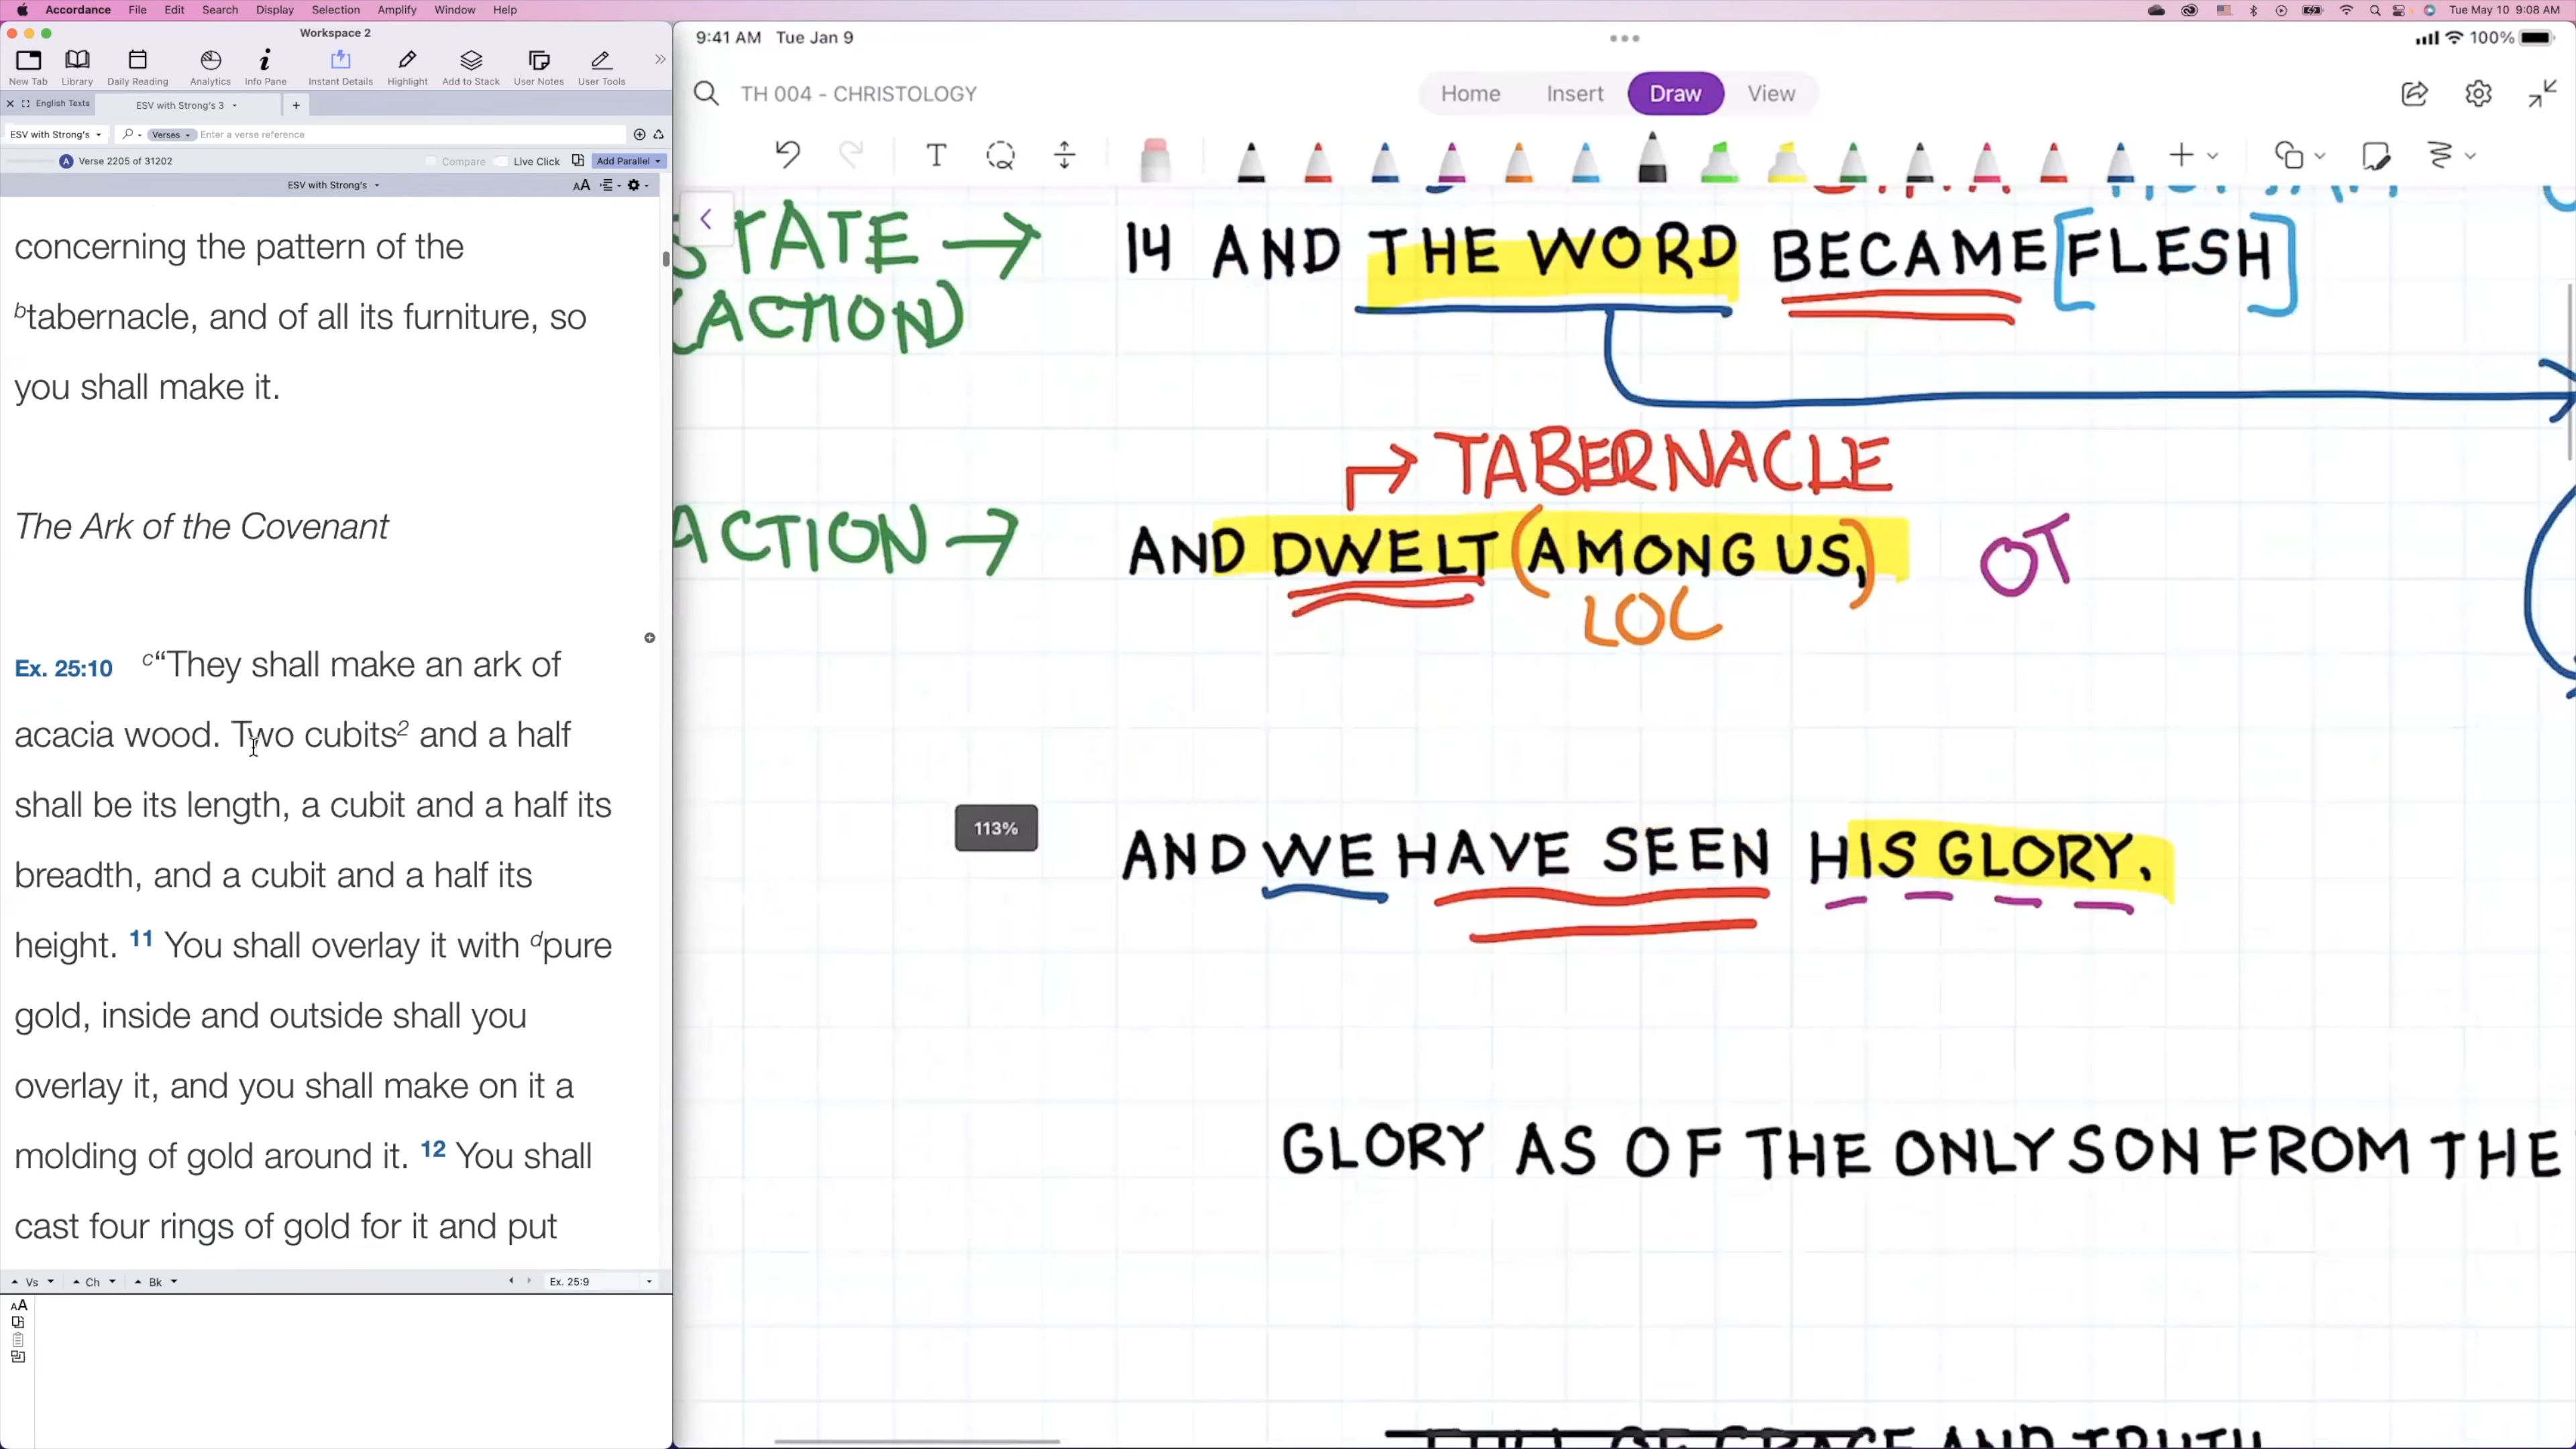 Accordance File Edit Search Display Selection Amplify Window Help
Tue May 10 9:08 AM
Workspace 2
New Tab Library Daily Reading Analytics Info Pane Instant Details Highlight Add to Stack User Notes User Tools
English Texts ESV with Strong's 3
ESV with Strong's Verses Enter a verse reference
A Verse 2205 of 31202 Compare Live Click Add Parallel
ESV with Strong's AA
concerning the pattern of the
btabernacle, and of all its furniture, so
you shall make it.
The Ark of the Covenant
Ex. 25:10 c“They shall make an ark of
acacia wood. Two cubits2 and a half
shall be its length, a cubit and a half its
breadth, and a cubit and a half its
height. 11 You shall overlay it with dpure
gold, inside and outside shall you
overlay it, and you shall make on it a
molding of gold around it. 12 You shall
cast four rings of gold for it and put
Vs Ch Bk Ex. 25:9
AA
9:41 AM Tue Jan 9
100%
TH 004 - CHRISTOLOGY
Home Insert Draw View
T
STATE → 14 AND THE WORD BECAME [FLESH]
(ACTION)
→ TABERNACLE
ACTION → AND DWELT (AMONG US,) OT
LOC
113%
AND WE HAVE SEEN HIS GLORY,
GLORY AS OF THE ONLY SON FROM THE
FULL OF GRACE AND TRUTH